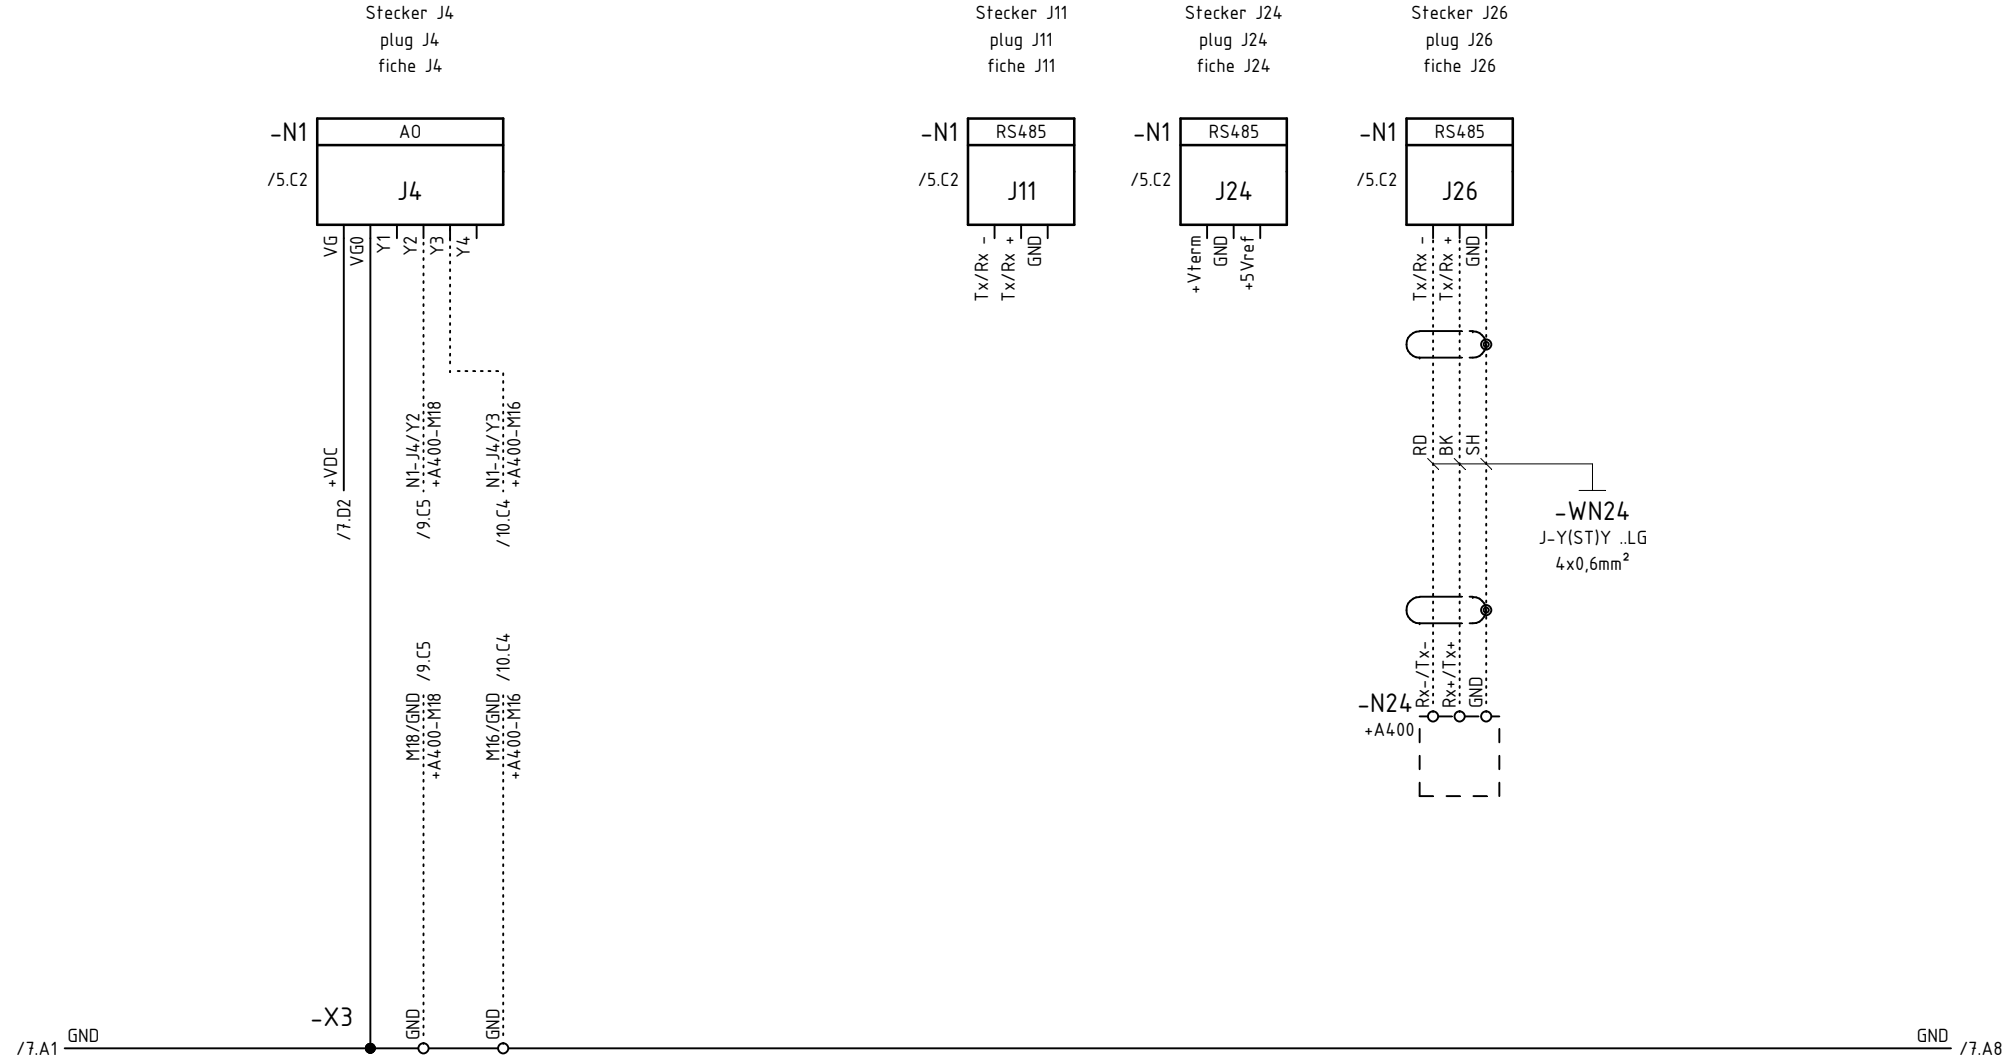 Stecker J4
plug J4
fiche J4
Stecker J11
plug J11
fiche J11
Stecker J24
plug J24
fiche J24
Stecker J26
plug J26
fiche J26
-N1
AO
/5.C2
J4
VG
VG0
Y1
Y2
Y3
Y4
-N1
RS485
/5.C2
J11
Tx/Rx -
Tx/Rx +
GND
-N1
RS485
/5.C2
J24
+Vterm
GND
+5Vref
-N1
RS485
/5.C2
J26
Tx/Rx -
Tx/Rx +
GND
+VDC
/7.D2
N1-J4/Y2
+A400-M18
/9.C5
N1-J4/Y3
+A400-M16
/10.C4
RD
BK
SH
-WN24
J-Y(ST)Y ..LG
4x0,6mm²
/9.C5
M18/GND
+A400-M18
/10.C4
M16/GND
+A400-M16
Rx-/Tx-
Rx+/Tx+
GND
-N24
+A400
-X3
GND
GND
/7.A1
GND
GND
/7.A8